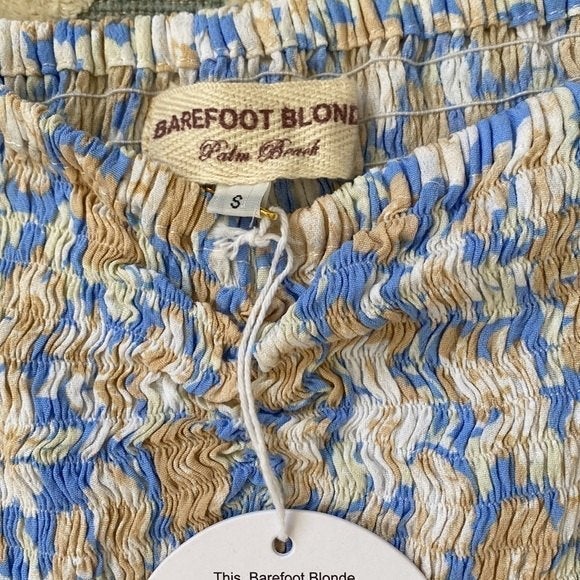 BAREFOOT BLOND
Palm Beach
S
This, Barefoot Blonde